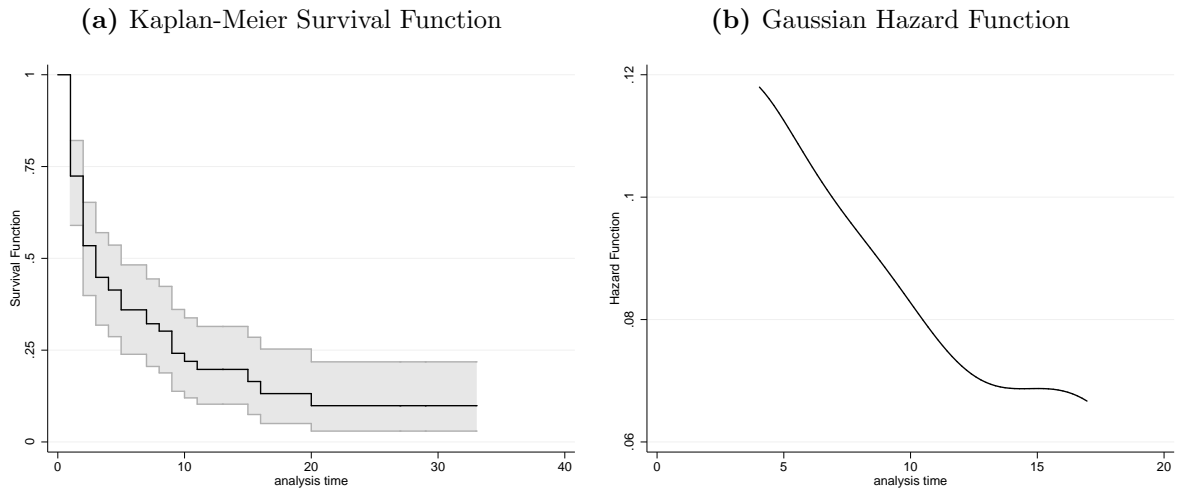 (a) Kaplan-Meier Survival Function
Survival Function
1
.75
.5
.25
0
0 10 20 30 40
analysis time
(b) Gaussian Hazard Function
Hazard Function
.12
.1
.08
.06
0 5 10 15 20
analysis time